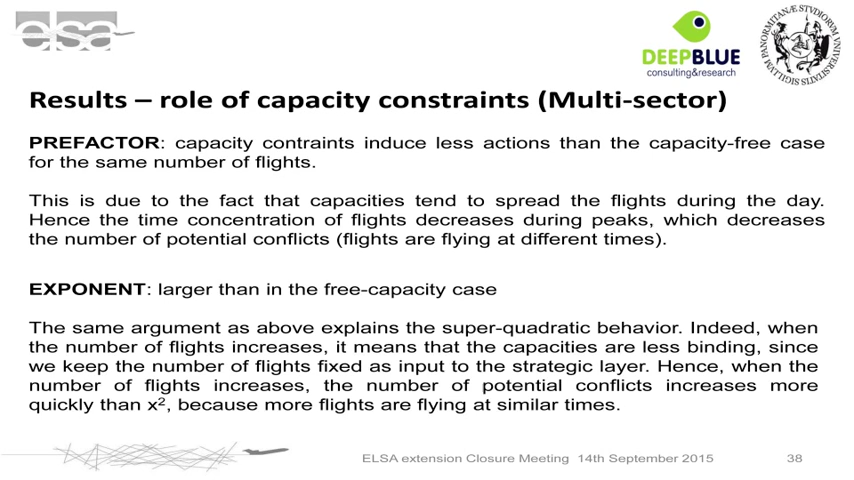 elsa
DEEPBLUE
consulting&research
Results – role of capacity constraints (Multi-sector)
PREFACTOR: capacity contraints induce less actions than the capacity-free case
for the same number of flights.
This is due to the fact that capacities tend to spread the flights during the day.
Hence the time concentration of flights decreases during peaks, which decreases
the number of potential conflicts (flights are flying at different times).
EXPONENT: larger than in the free-capacity case
The same argument as above explains the super-quadratic behavior. Indeed, when
the number of flights increases, it means that the capacities are less binding, since
we keep the number of flights fixed as input to the strategic layer. Hence, when the
number of flights increases, the number of potential conflicts increases more
quickly than x², because more flights are flying at similar times.
ELSA extension Closure Meeting 14th September 2015
38